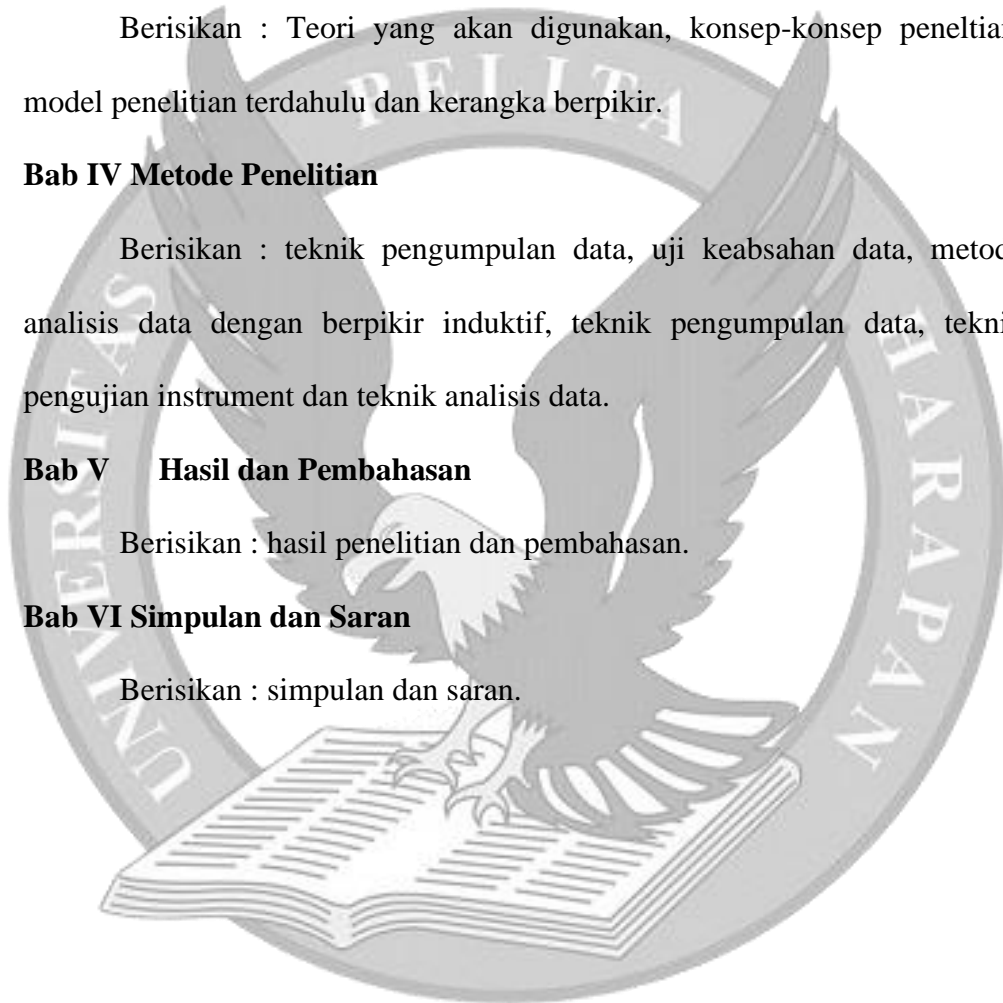 Berisikan : Teori yang akan digunakan, konsep-konsep peneltian
model penelitian terdahulu dan kerangka berpikir.
Bab IV Metode Penelitian
Berisikan : teknik pengumpulan data, uji keabsahan data, metod
analisis data dengan berpikir induktif, teknik pengumpulan data, tekni
pengujian instrument dan teknik analisis data.
Bab V Hasil dan Pembahasan
Berisikan : hasil penelitian dan pembahasan.
Bab VI Simpulan dan Saran
Berisikan : simpulan dan saran.
UNIVERSITAS PELITA HARAPAN